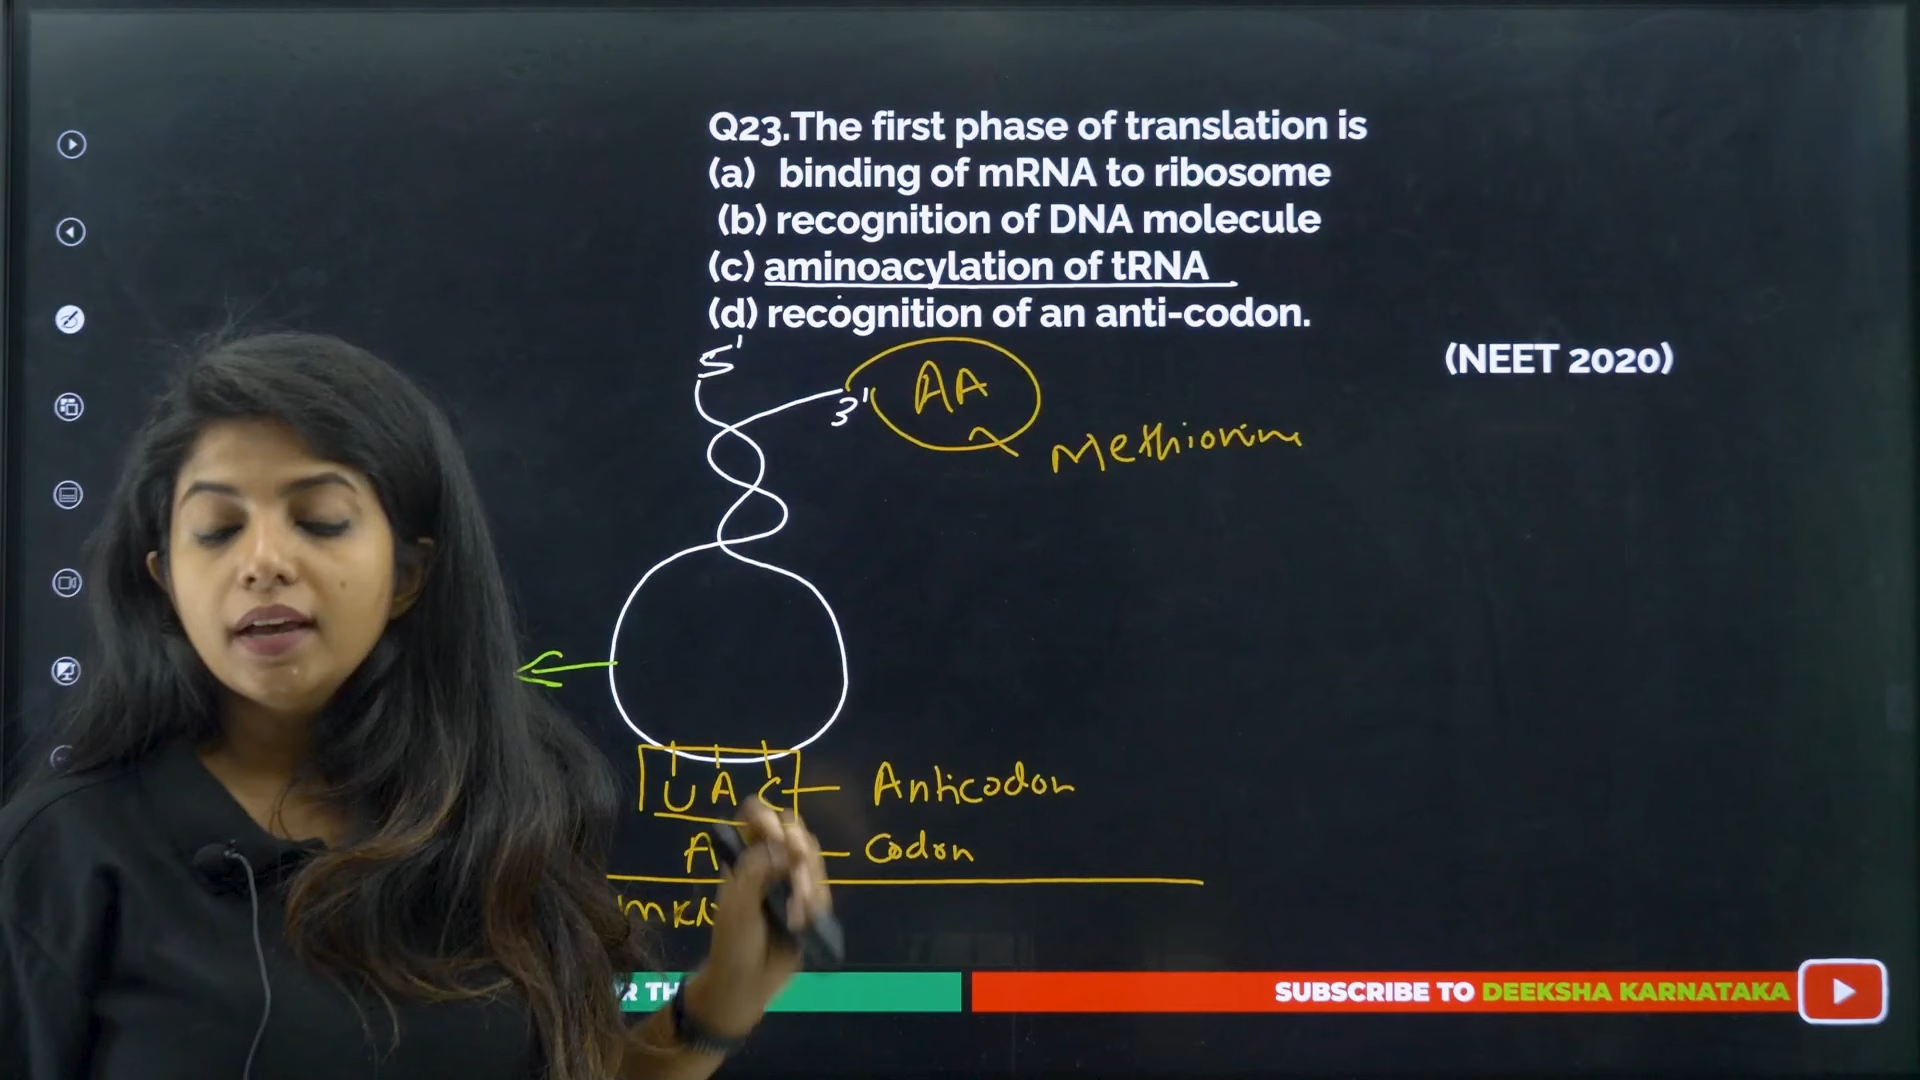 Q23.The first phase of translation is
(a) binding of mRNA to ribosome
(b) recognition of DNA molecule
(c) aminoacylation of tRNA
(d) recognition of an anti-codon.
(NEET 2020)
5'
3'
AA
Methionine
U A C
Anticodon
A
Codon
SUBSCRIBE TO DEEKSHA KARNATAKA